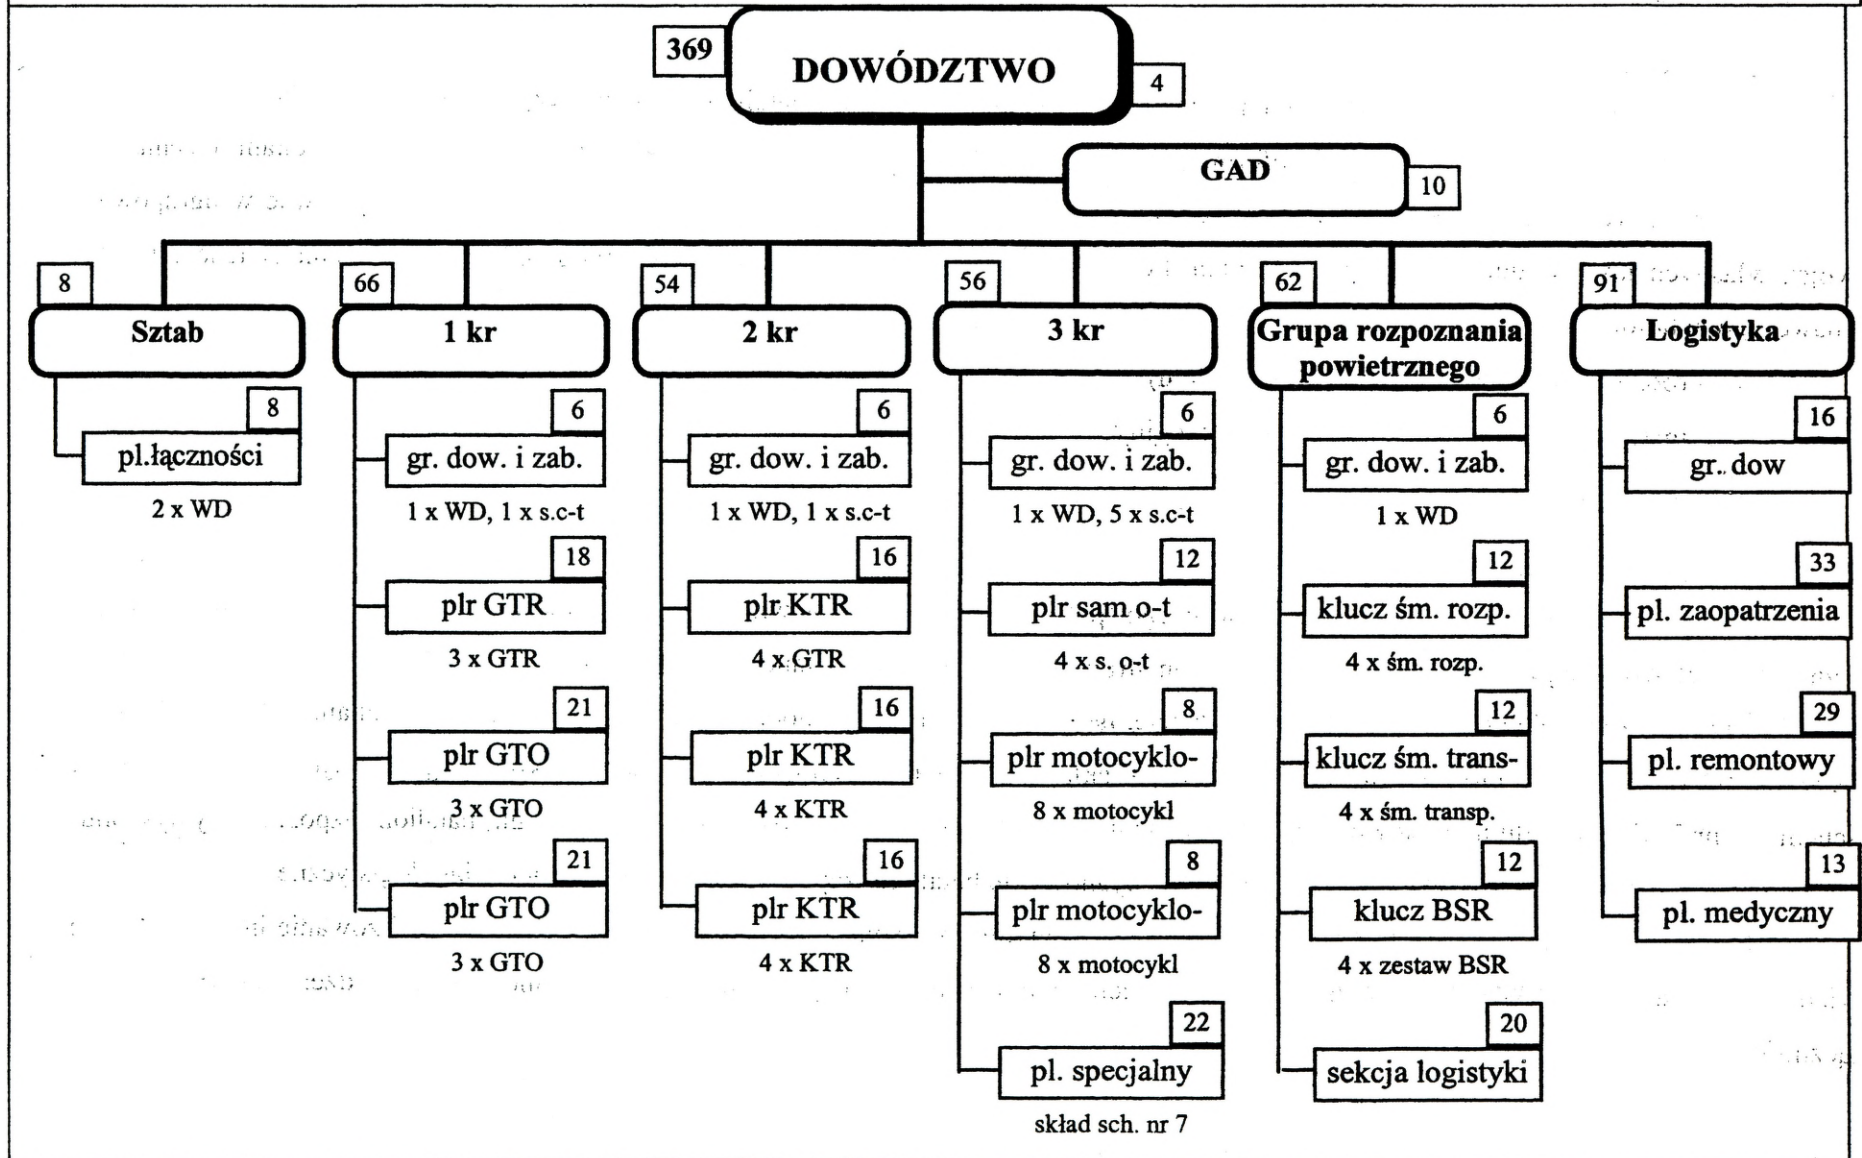 369
DOWÓDZTWO
4
GAD
10
8
Sztab
8
pl.łączności
2 x WD
66
1 kr
6
gr. dow. i zab.
1 x WD, 1 x s.c-t
18
plr GTR
3 x GTR
21
plr GTO
3 x GTO
21
plr GTO
3 x GTO
54
2 kr
6
gr. dow. i zab.
1 x WD, 1 x s.c-t
16
plr KTR
4 x GTR
16
plr KTR
4 x KTR
16
plr KTR
4 x KTR
56
3 kr
6
gr. dow. i zab.
1 x WD, 5 x s.c-t
12
plr sam o-t
4 x s. o-t
8
plr motocyklo-
8 x motocykl
8
plr motocyklo-
8 x motocykl
22
pl. specjalny
skład sch. nr 7
62
Grupa rozpoznania
powietrznego
6
gr. dow. i zab.
1 x WD
12
klucz śm. rozp.
4 x śm. rozp.
12
klucz śm. trans-
4 x śm. transp.
12
klucz BSR
4 x zestaw BSR
20
sekcja logistyki
91
Logistyka
16
gr. dow
33
pl. zaopatrzenia
29
pl. remontowy
13
pl. medyczny